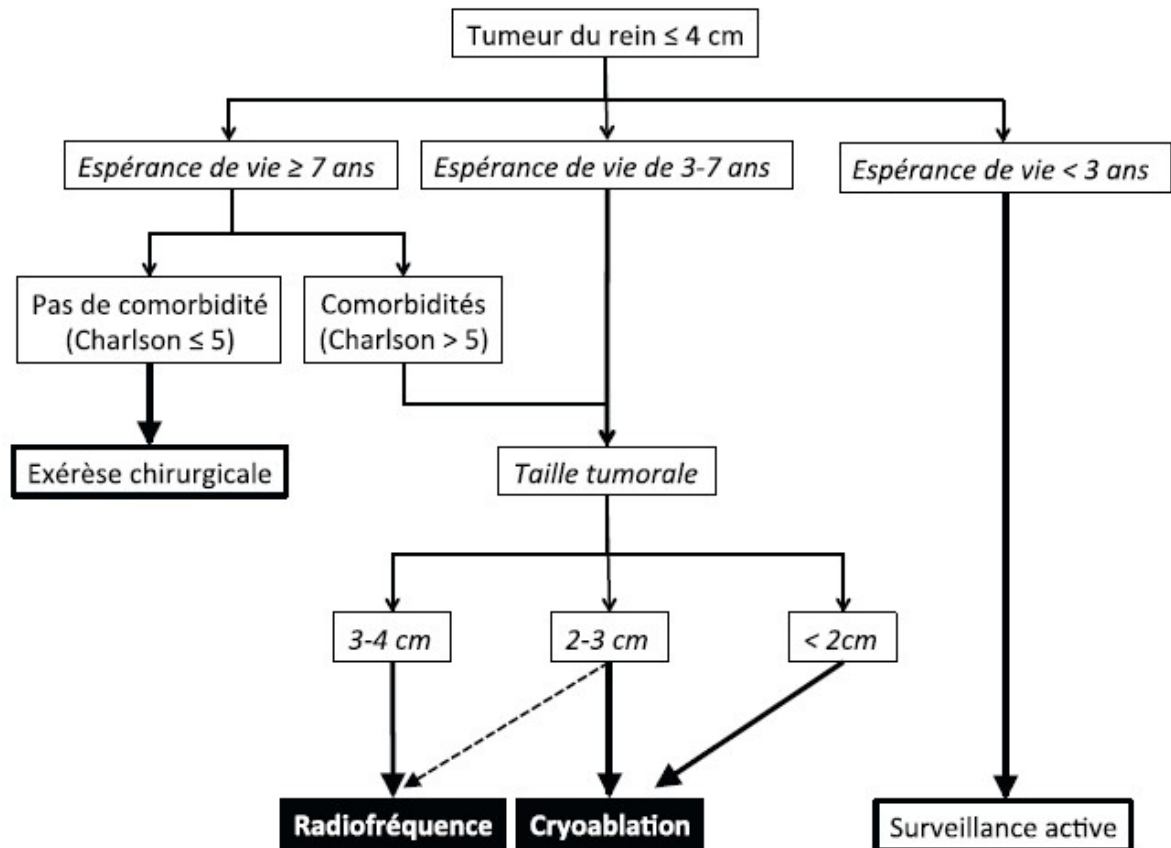 Tumeur du rein ≤ 4 cm
Espérance de vie ≥ 7 ans
Espérance de vie de 3-7 ans
Espérance de vie < 3 ans
Pas de comorbidité
(Charlson ≤ 5)
Comorbidités
(Charlson > 5)
Exérèse chirurgicale
Taille tumorale
3-4 cm
2-3 cm
< 2cm
Radiofréquence
Cryoablation
Surveillance active